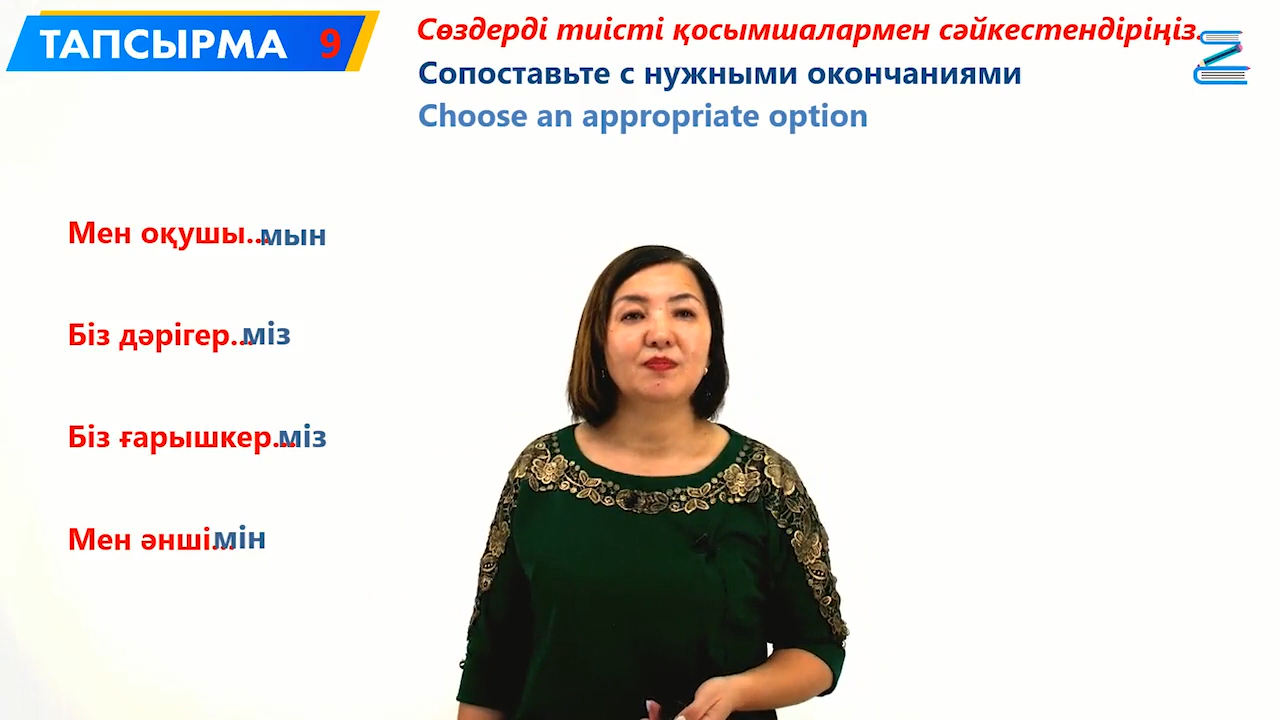 ТАПСЫРМА 9
Сөздерді тиісті қосымшалармен сәйкестендіріңіз.
Сопоставьте с нужными окончаниями
Choose an appropriate option
Мен оқушы...мын
Біз дәрігер...міз
Біз ғарышкер...міз
Мен әнші...мін